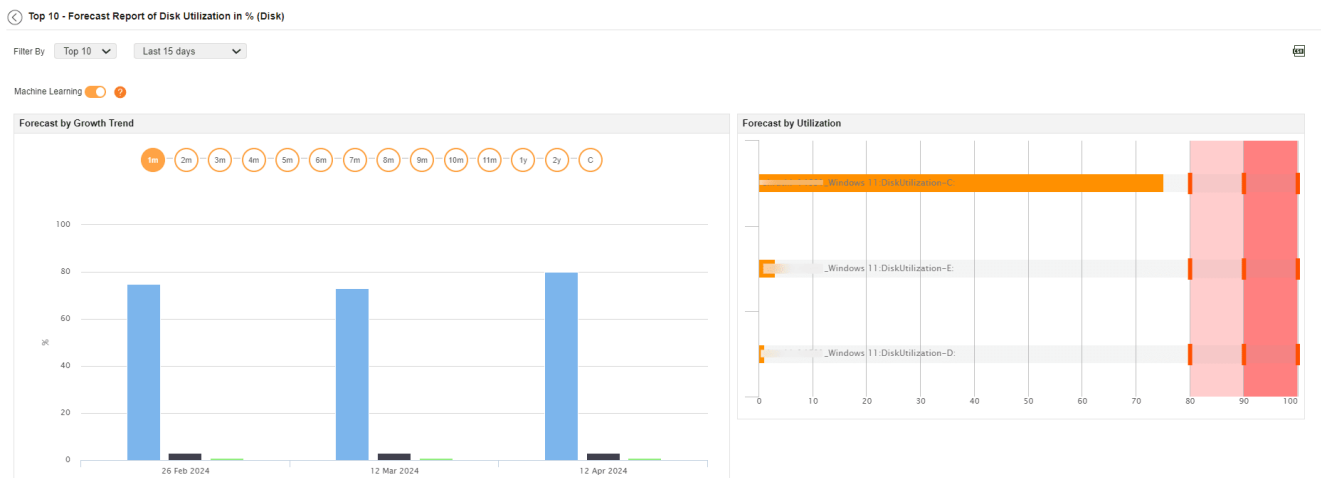 Top 10 - Forecast Report of Disk Utilization in % (Disk)
Filter By Top 10 Last 15 days
CSV
Machine Learning ?
Forecast by Growth Trend
1m 2m 3m 4m 5m 6m 7m 8m 9m 10m 11m 1y 2y C
100
80
60
40
20
0
%
26 Feb 2024 12 Mar 2024 12 Apr 2024
Forecast by Utilization
_Windows 11:DiskUtilization-C
_Windows 11:DiskUtilization-E:
_Windows 11:DiskUtilization-D:
0 10 20 30 40 50 60 70 80 90 100